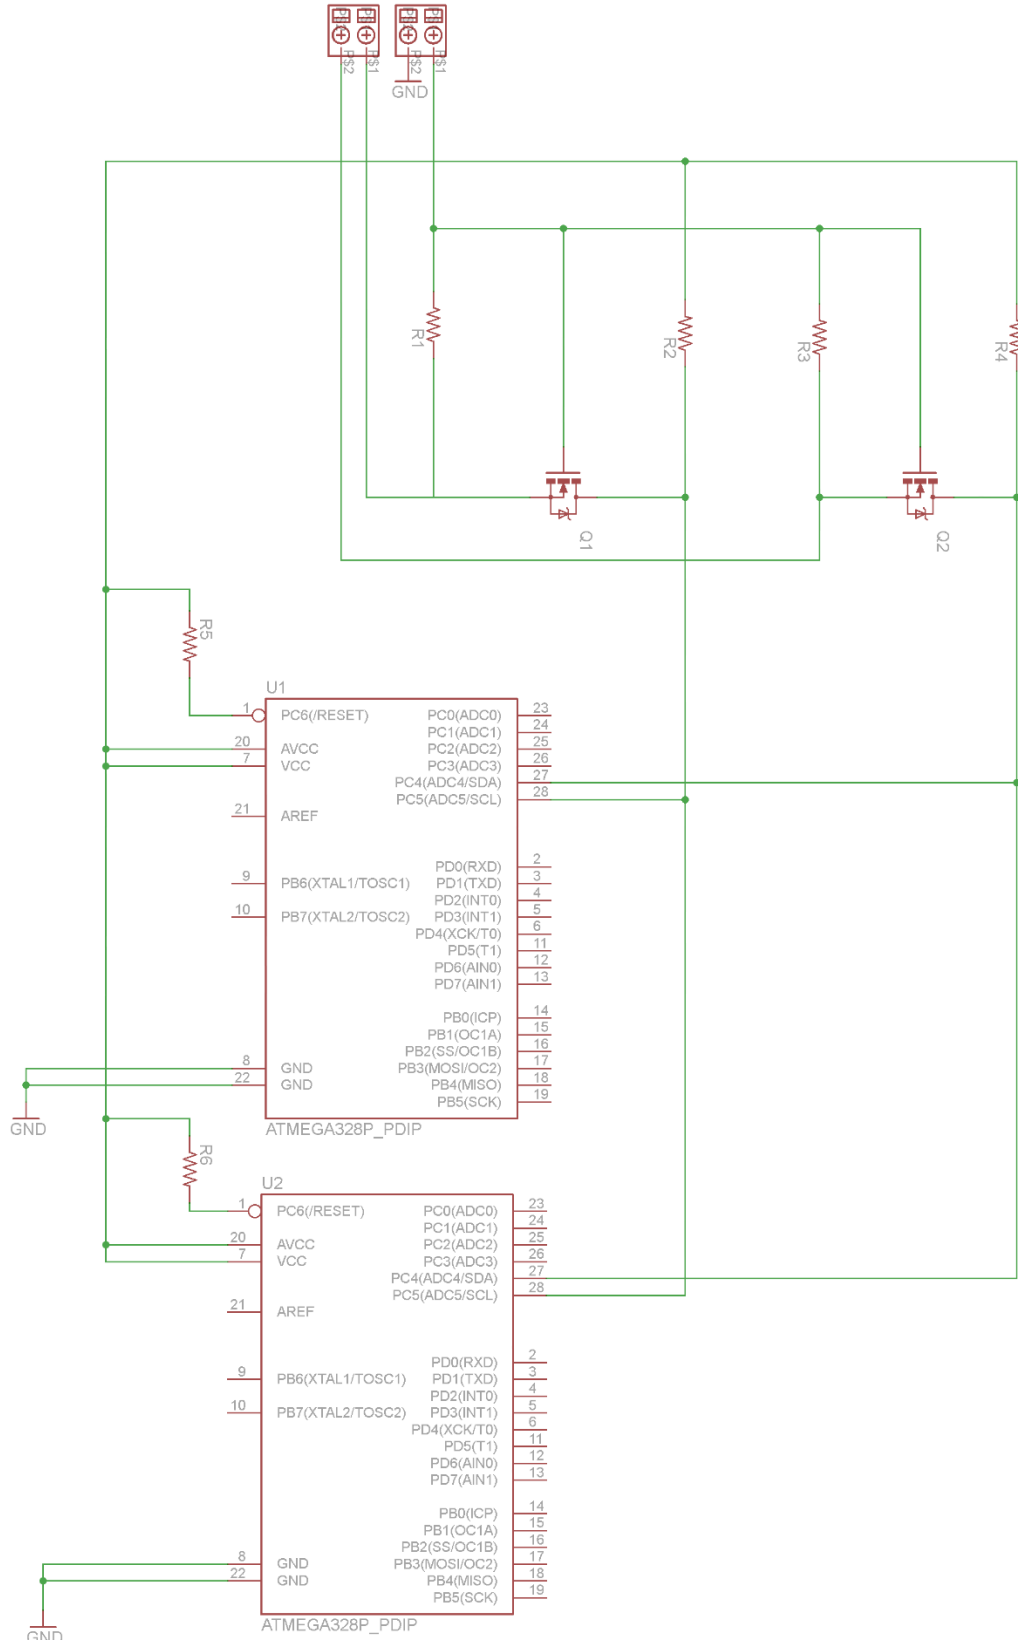 P$2 P$1 P$2 P$1
GND
R1
R2
R3
R4
Q1
Q2
R5
U1
1 PC6(/RESET) PC0(ADC0) 23
PC1(ADC1) 24
20 AVCC PC2(ADC2) 25
7 VCC PC3(ADC3) 26
PC4(ADC4/SDA) 27
PC5(ADC5/SCL) 28
21 AREF
PD0(RXD) 2
9 PB6(XTAL1/TOSC1) PD1(TXD) 3
PD2(INT0) 4
10 PB7(XTAL2/TOSC2) PD3(INT1) 5
PD4(XCK/T0) 6
PD5(T1) 11
PD6(AIN0) 12
PD7(AIN1) 13
PB0(ICP) 14
PB1(OC1A) 15
PB2(SS/OC1B) 16
8 GND PB3(MOSI/OC2) 17
22 GND PB4(MISO) 18
PB5(SCK) 19
GND
ATMEGA328P_PDIP
R6
U2
1 PC6(/RESET) PC0(ADC0) 23
PC1(ADC1) 24
20 AVCC PC2(ADC2) 25
7 VCC PC3(ADC3) 26
PC4(ADC4/SDA) 27
PC5(ADC5/SCL) 28
21 AREF
PD0(RXD) 2
9 PB6(XTAL1/TOSC1) PD1(TXD) 3
PD2(INT0) 4
10 PB7(XTAL2/TOSC2) PD3(INT1) 5
PD4(XCK/T0) 6
PD5(T1) 11
PD6(AIN0) 12
PD7(AIN1) 13
PB0(ICP) 14
PB1(OC1A) 15
PB2(SS/OC1B) 16
8 GND PB3(MOSI/OC2) 17
22 GND PB4(MISO) 18
PB5(SCK) 19
ATMEGA328P_PDIP
GND